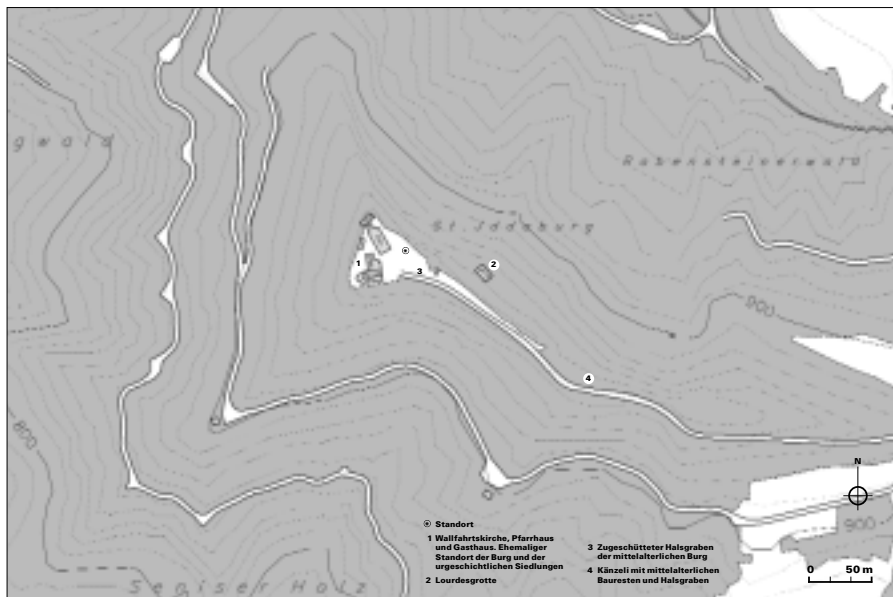 gwald
Rabensteinerwald
St. Iddaburg
1
2
3
4
900
800
N
900
0 50 m
Segiser Holz
Standort
1 Wallfahrtskirche, Pfarrhaus
und Gasthaus. Ehemaliger
Standort der Burg und der
urgeschichtlichen Siedlungen
2 Lourdesgrotte
3 Zugeschütteter Halsgraben
der mittelalterlichen Burg
4 Känzeli mit mittelalterlichen
Bauresten und Halsgraben